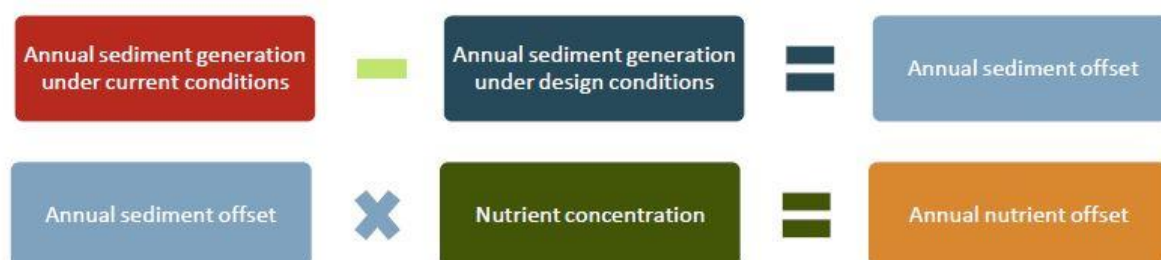 Annual sediment generation
under current conditions
Annual sediment generation
under design conditions
Annual sediment offset
Annual sediment offset
Nutrient concentration
Annual nutrient offset